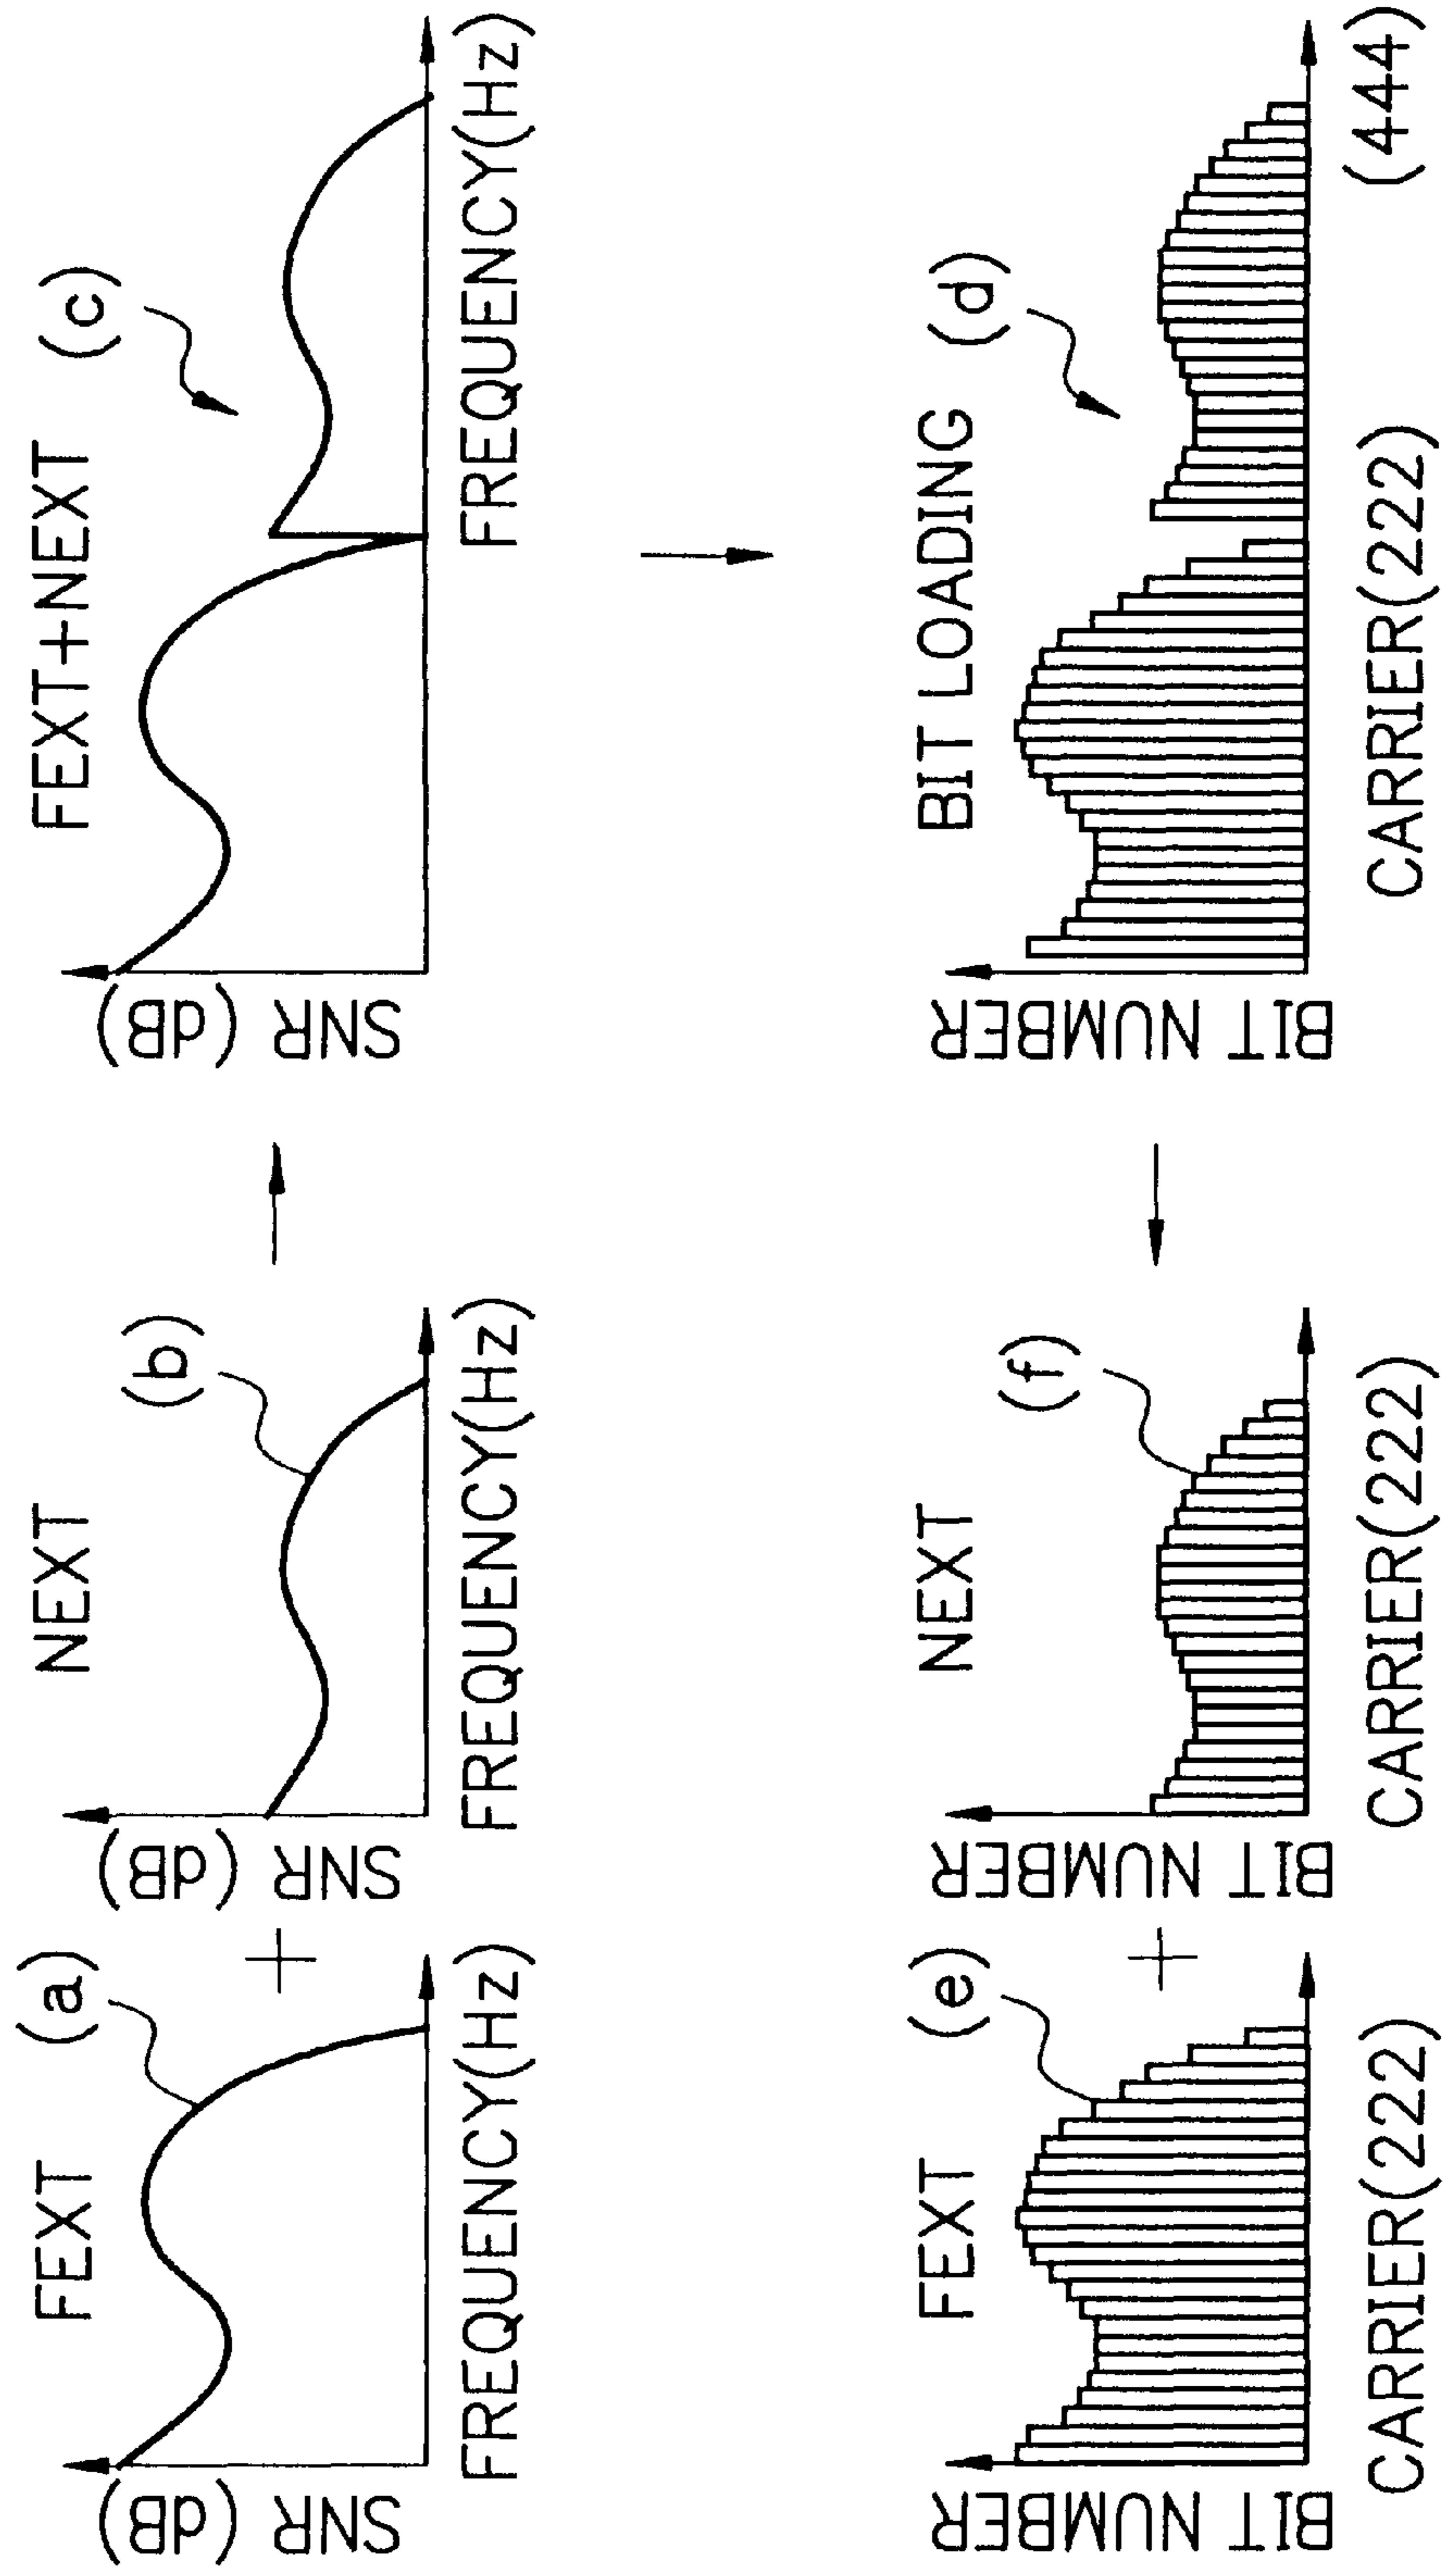 FEXT
(a)
SNR (dB)
FREQUENCY(Hz)
+
NEXT
(b)
SNR (dB)
FREQUENCY(Hz)
FEXT+NEXT
(c)
SNR (dB)
FREQUENCY(Hz)
FEXT
(e)
BIT NUMBER
CARRIER(222)
+
NEXT
(f)
BIT NUMBER
CARRIER(222)
BIT LOADING
(d)
BIT NUMBER
CARRIER(222)
(444)